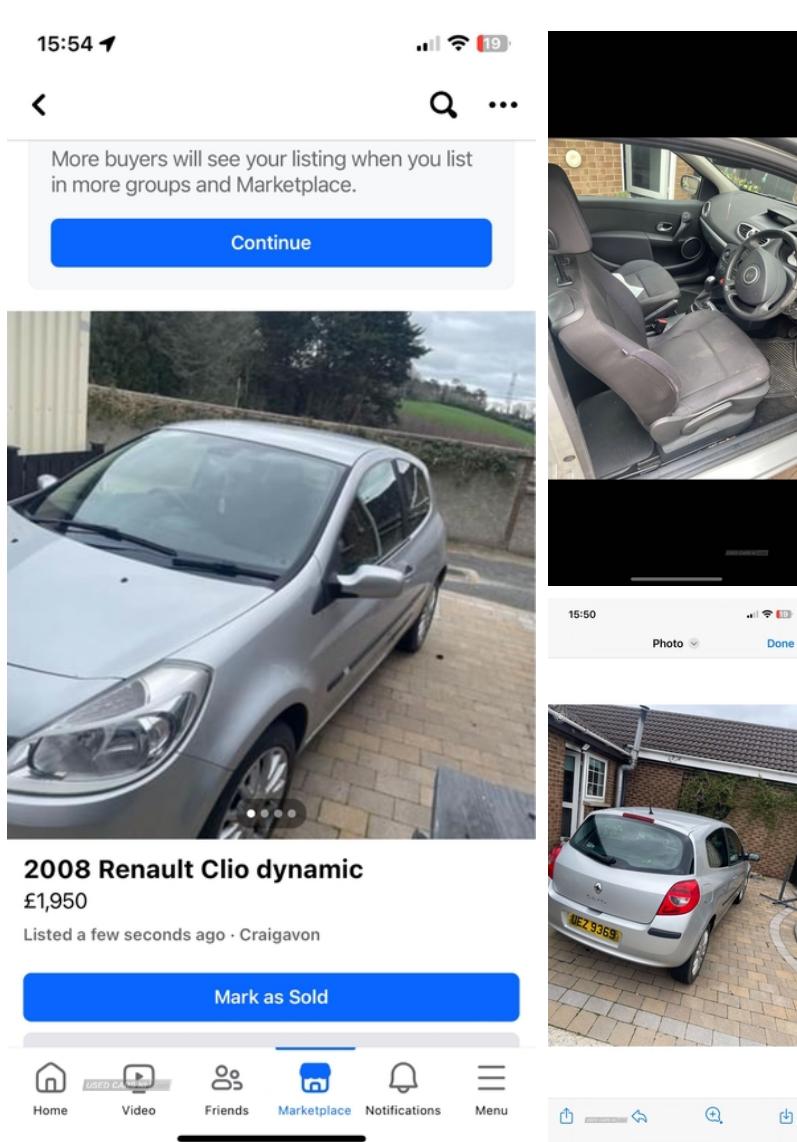 15:54
19
More buyers will see your listing when you list
in more groups and Marketplace.
Continue
2008 Renault Clio dynamic
£1,950
Listed a few seconds ago · Craigavon
Mark as Sold
Home
Video
Friends
Marketplace
Notifications
Menu
15:50
Photo
Done
UEZ 9369